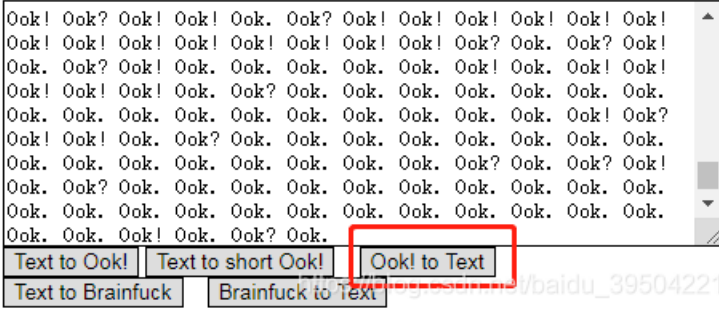 Ook! Ook? Ook! Ook! Ook. Ook? Ook! Ook! Ook! Ook! Ook! Ook!
Ook! Ook! Ook! Ook! Ook! Ook! Ook! Ook! Ook? Ook. Ook? Ook!
Ook. Ook? Ook! Ook! Ook! Ook! Ook! Ook! Ook! Ook! Ook! Ook!
Ook! Ook! Ook! Ook. Ook? Ook. Ook. Ook. Ook. Ook. Ook. Ook.
Ook. Ook. Ook. Ook. Ook. Ook. Ook. Ook. Ook. Ook. Ook! Ook?
Ook! Ook! Ook. Ook? Ook. Ook. Ook. Ook. Ook. Ook. Ook. Ook.
Ook. Ook. Ook. Ook. Ook. Ook. Ook. Ook. Ook? Ook. Ook? Ook!
Ook. Ook? Ook. Ook. Ook. Ook. Ook. Ook. Ook. Ook. Ook. Ook.
Ook. Ook. Ook. Ook. Ook. Ook. Ook. Ook. Ook. Ook. Ook. Ook.
Ook. Ook. Ook! Ook. Ook? Ook.
Text to Ook! Text to short Ook! Ook! to Text
Text to Brainfuck Brainfuck to Text
https://blog.csdn.net/baidu_39504221